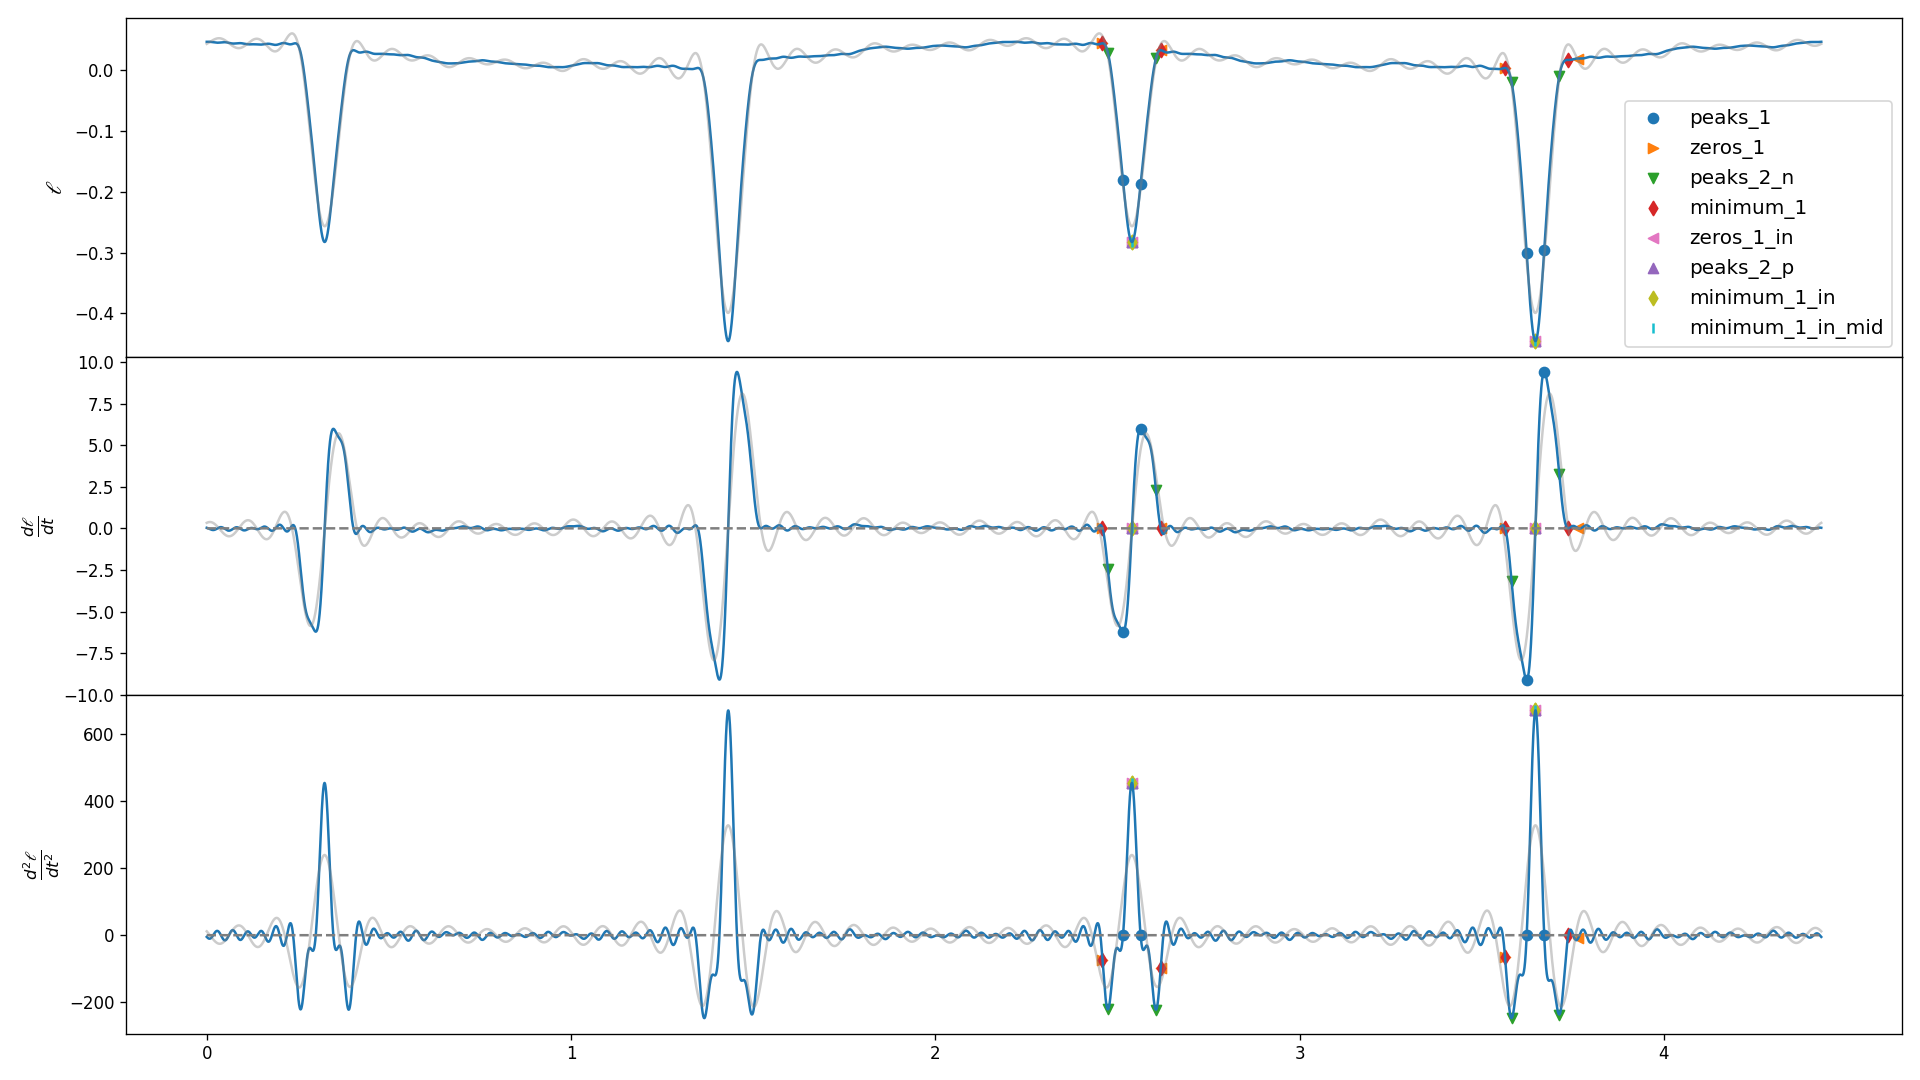 0.0
−0.1
−0.2
−0.3
−0.4
ℓ
peaks_1
zeros_1
peaks_2_n
minimum_1
zeros_1_in
peaks_2_p
minimum_1_in
minimum_1_in_mid
10.0
7.5
5.0
2.5
0.0
−2.5
−5.0
−7.5
−10.0
dℓ
dt
600
400
200
0
−200
d²ℓ
dt²
0 1 2 3 4